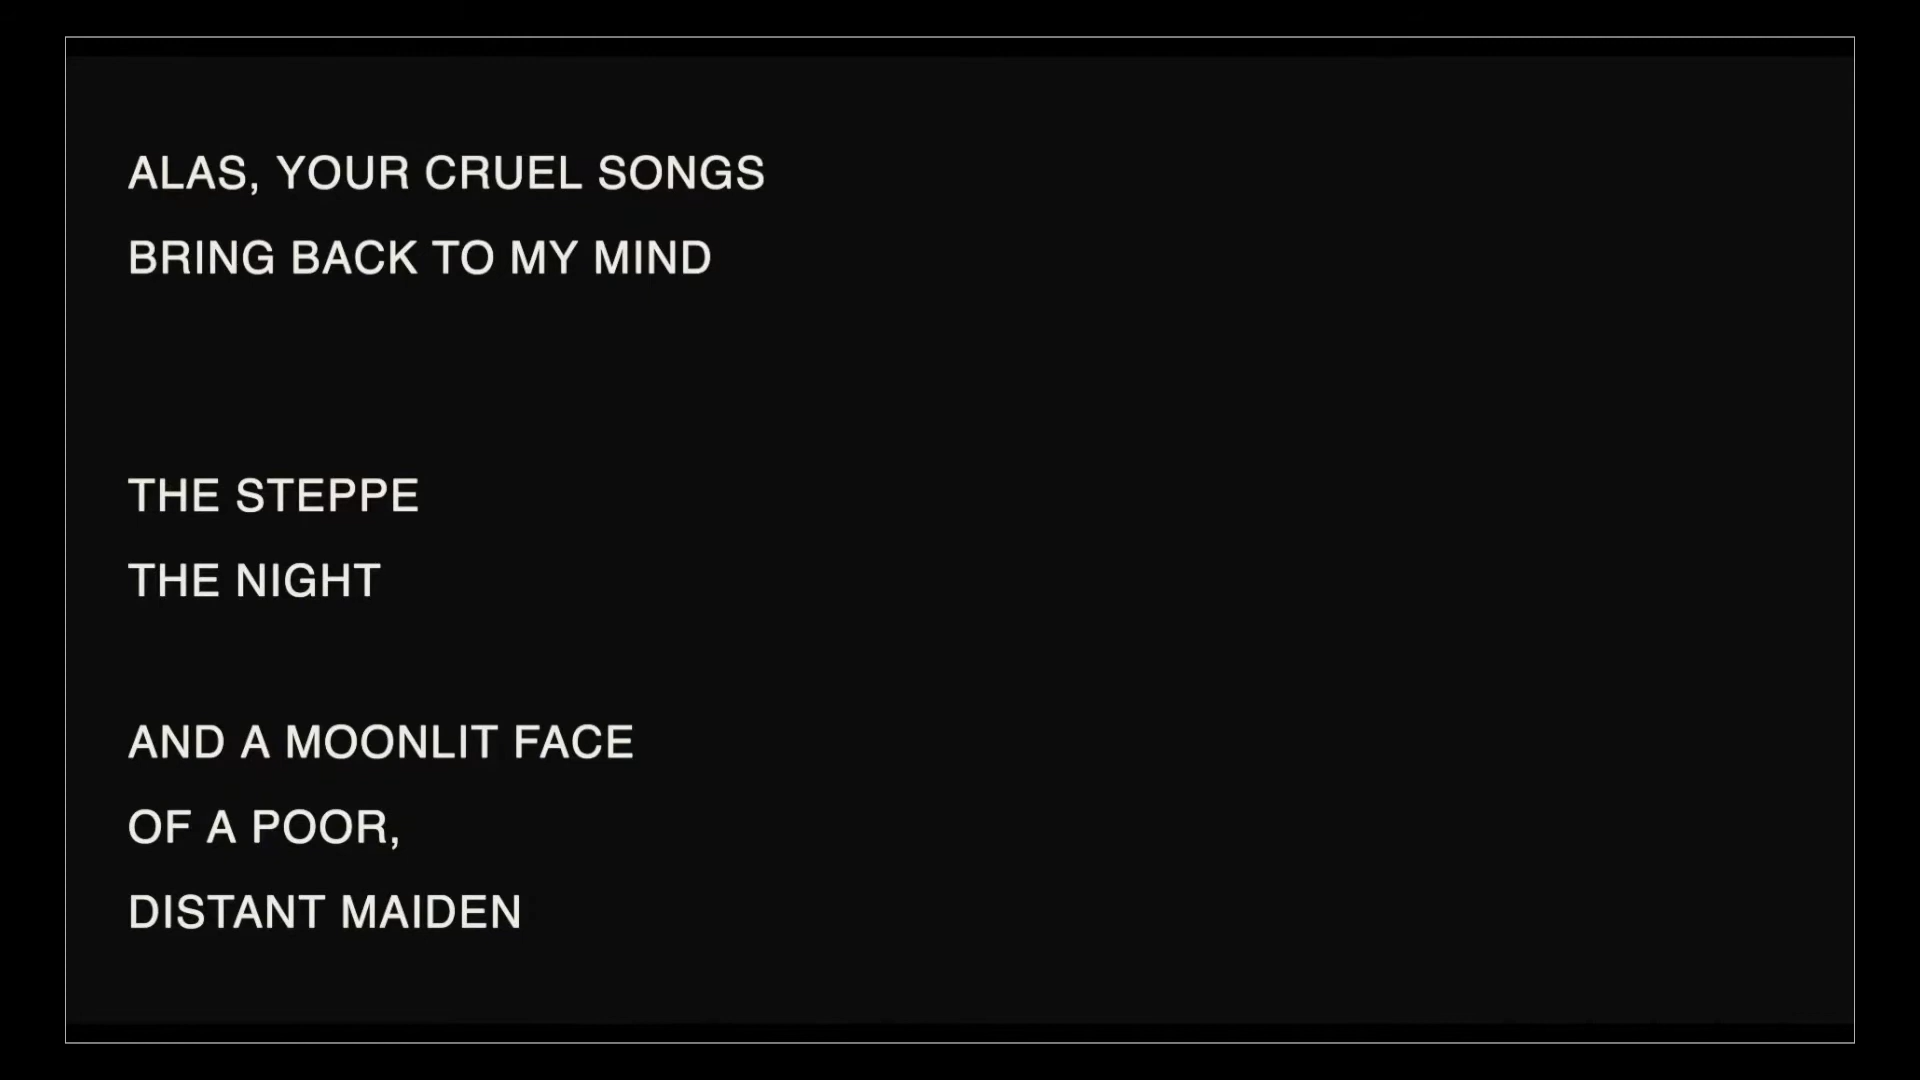 ALAS, YOUR CRUEL SONGS
BRING BACK TO MY MIND
THE STEPPE
THE NIGHT
AND A MOONLIT FACE
OF A POOR,
DISTANT MAIDEN